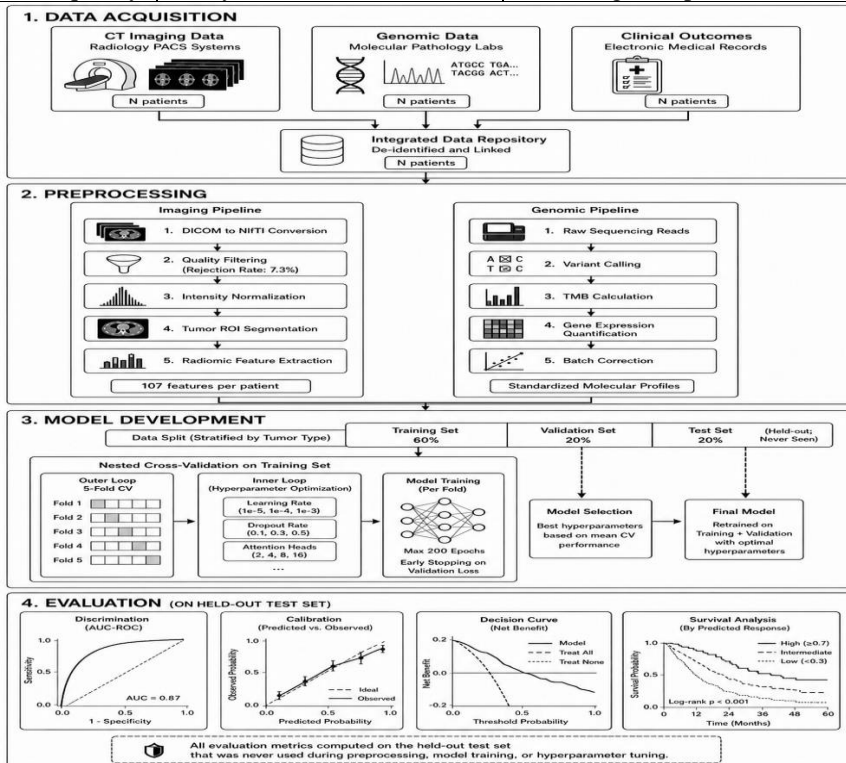 1. DATA ACQUISITION
CT Imaging Data
Radiology PACS Systems
N patients
Genomic Data
Molecular Pathology Labs
ATGCC TGA...
TACGG ACT...
N patients
Clinical Outcomes
Electronic Medical Records
N patients
Integrated Data Repository
De-identified and Linked
N patients
2. PREPROCESSING
Imaging Pipeline
1. DICOM to NIfTI Conversion
2. Quality Filtering
(Rejection Rate: 7.3%)
3. Intensity Normalization
4. Tumor ROI Segmentation
5. Radiomic Feature Extraction
107 features per patient
Genomic Pipeline
1. Raw Sequencing Reads
A C
T C
2. Variant Calling
3. TMB Calculation
4. Gene Expression
Quantification
5. Batch Correction
Standardized Molecular Profiles
3. MODEL DEVELOPMENT
Data Split (Stratified by Tumor Type)
Training Set
60%
Validation Set
20%
Test Set
20%
(Held-out;
Never Seen)
Nested Cross-Validation on Training Set
Outer Loop
5-Fold CV
Fold 1
Fold 2
Fold 3
Fold 4
Fold 5
Inner Loop
(Hyperparameter Optimization)
Learning Rate
(1e-5, 1e-4, 1e-3)
Dropout Rate
(0.1, 0.3, 0.5)
Attention Heads
(2, 4, 8, 16)
...
Model Training
(Per Fold)
Max 200 Epochs
Early Stopping on
Validation Loss
Model Selection
Best hyperparameters
based on mean CV
performance
Final Model
Retrained on
Training + Validation
with optimal
hyperparameters
4. EVALUATION (ON HELD-OUT TEST SET)
Discrimination
(AUC-ROC)
Sensitivity
1.0
0.5
0.0
AUC = 0.87
0.0 1.0
1 - Specificity
Calibration
(Predicted vs. Observed)
Observed Probability
1.0
0.5
0.0
Ideal
Observed
0.0 0.5 1.0
Predicted Probability
Decision Curve
(Net Benefit)
Net Benefit
0.2
0.0
-0.2
Model
Treat All
Treat None
0.0 0.5 1.0
Threshold Probability
Survival Analysis
(By Predicted Response)
Survival Probability
1.0
0.5
0.0
High (≥0.7)
Intermediate
Low (<0.3)
Log-rank p < 0.001
0 12 24 36 48 60
Time (Months)
All evaluation metrics computed on the held-out test set
that was never used during preprocessing, model training, or hyperparameter tuning.